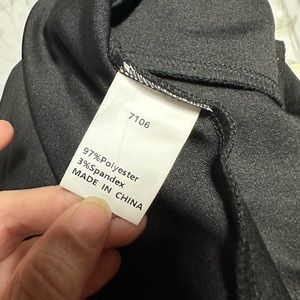 7106
97%Polyester
3%Spandex
MADE IN CHINA